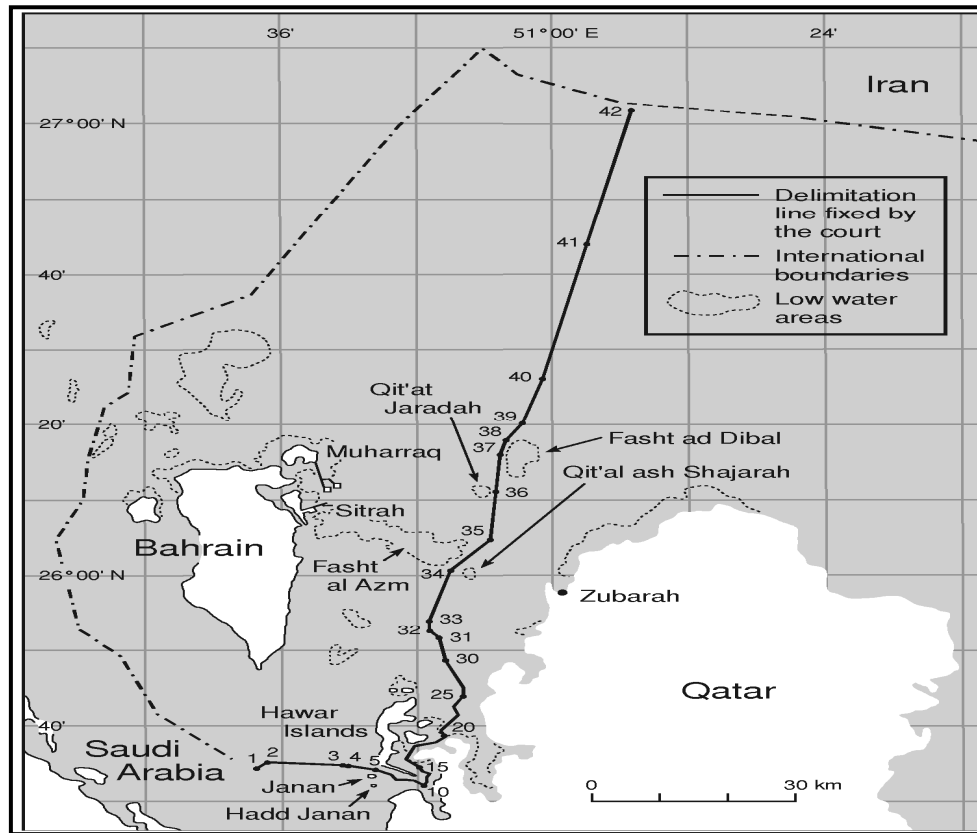 36'
51°00' E
24'
Iran
42
27°00' N
Delimitation
line fixed by
the court
International
boundaries
Low water
areas
41
40'
40
Qit'at
Jaradah
39
38
37
20'
Fasht ad Dibal
Muharraq
Qit'al ash Shajarah
36
Sitrah
35
Bahrain
Fasht
al Azm
34
26°00' N
Zubarah
33
32
31
30
Qatar
25
Hawar
Islands
40'
20
Saudi
Arabia
1
2
3
4
5
15
Janan
10
Hadd Janan
0
30 km